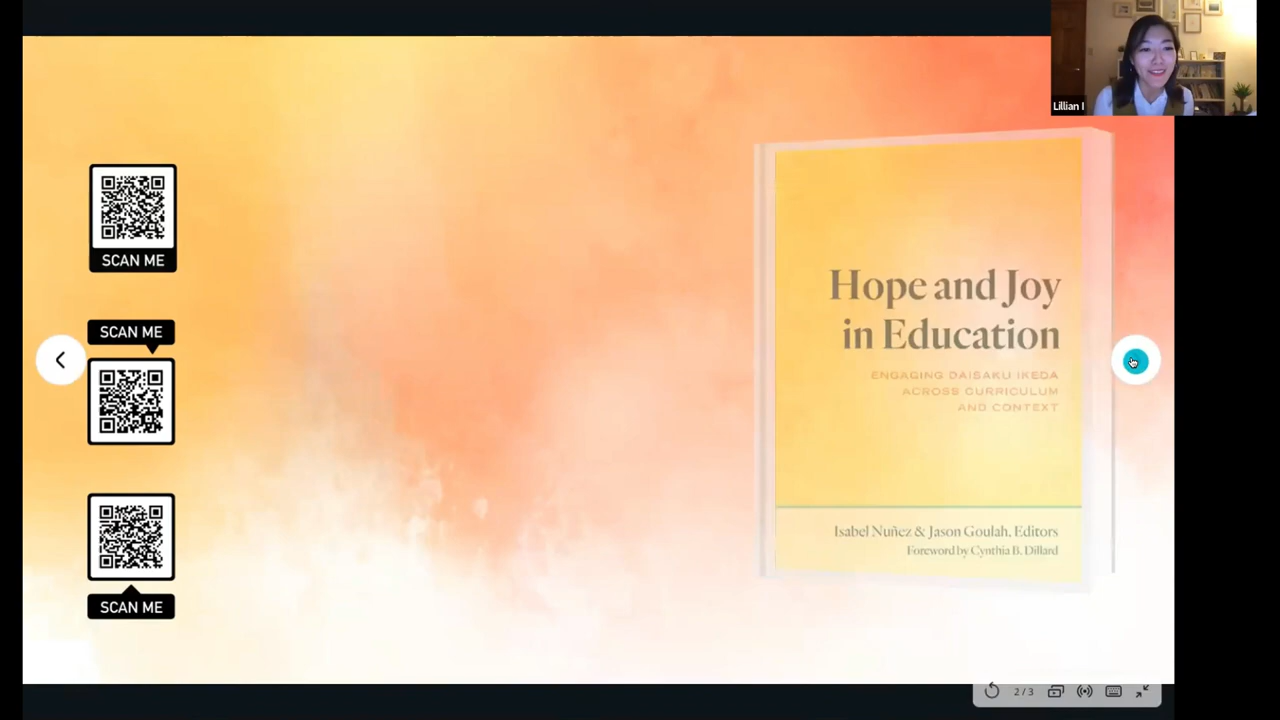 Lillian I
SCAN ME
SCAN ME
SCAN ME
Hope and Joy
in Education
ENGAGING DAISAKU IKEDA
ACROSS CURRICULUM
AND CONTEXT
Isabel Nuñez & Jason Goulah, Editors
Foreword by Cynthia B. Dillard
2/3